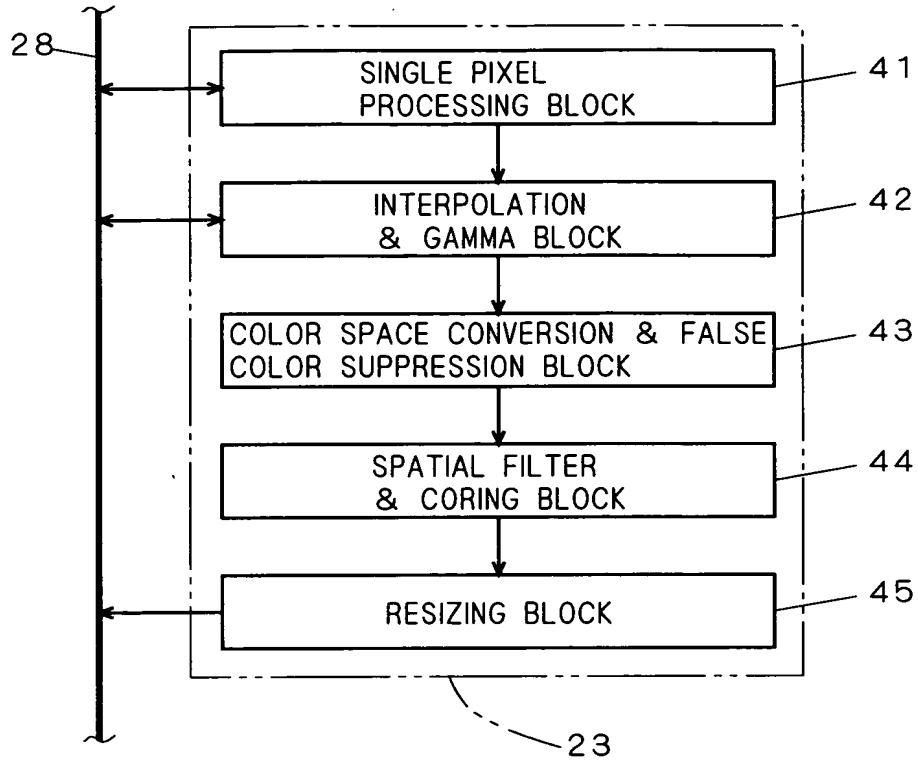 28
SINGLE PIXEL
PROCESSING BLOCK
41
INTERPOLATION
& GAMMA BLOCK
42
COLOR SPACE CONVERSION & FALSE
COLOR SUPPRESSION BLOCK
43
SPATIAL FILTER
& CORING BLOCK
44
RESIZING BLOCK
45
23